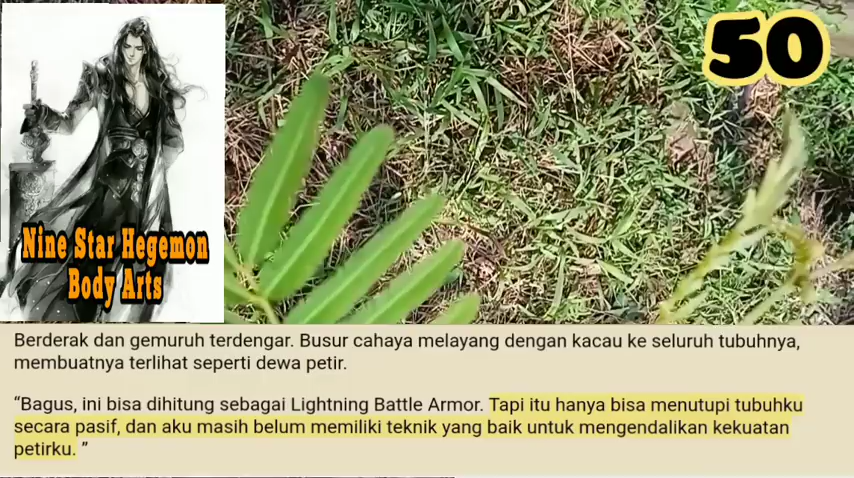 50
Nine Star Hegemon
Body Arts
Berderak dan gemuruh terdengar. Busur cahaya melayang dengan kacau ke seluruh tubuhnya,
membuatnya terlihat seperti dewa petir.
“Bagus, ini bisa dihitung sebagai Lightning Battle Armor. Tapi itu hanya bisa menutupi tubuhku
secara pasif, dan aku masih belum memiliki teknik yang baik untuk mengendalikan kekuatan
petirku. ”